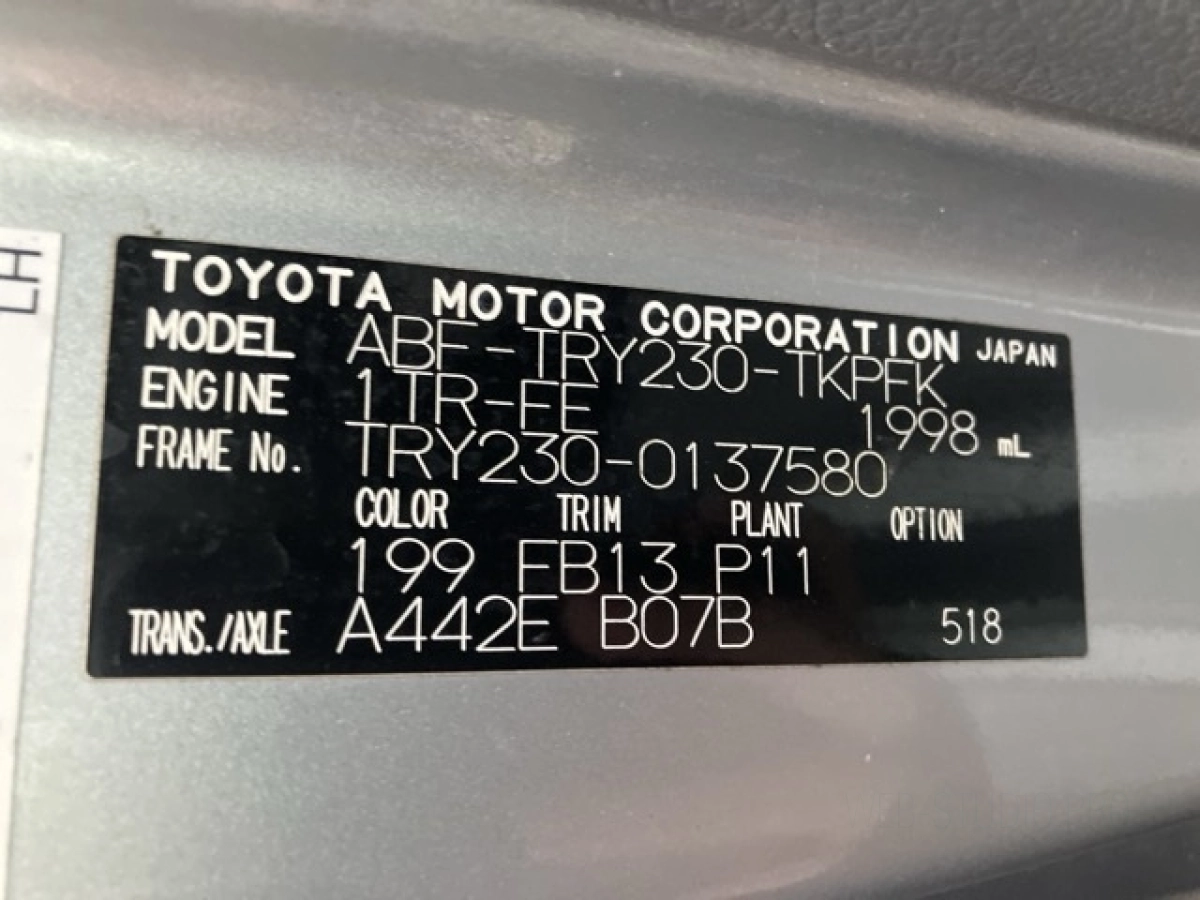 LH
TOYOTA MOTOR CORPORATION JAPAN
MODEL ABF-TRY230-TKPFK
ENGINE 1TR-FE 1998 mL
FRAME No. TRY230-0137580
COLOR TRIM PLANT OPTION
199 FB13 P11
TRANS./AXLE A442E B07B 518